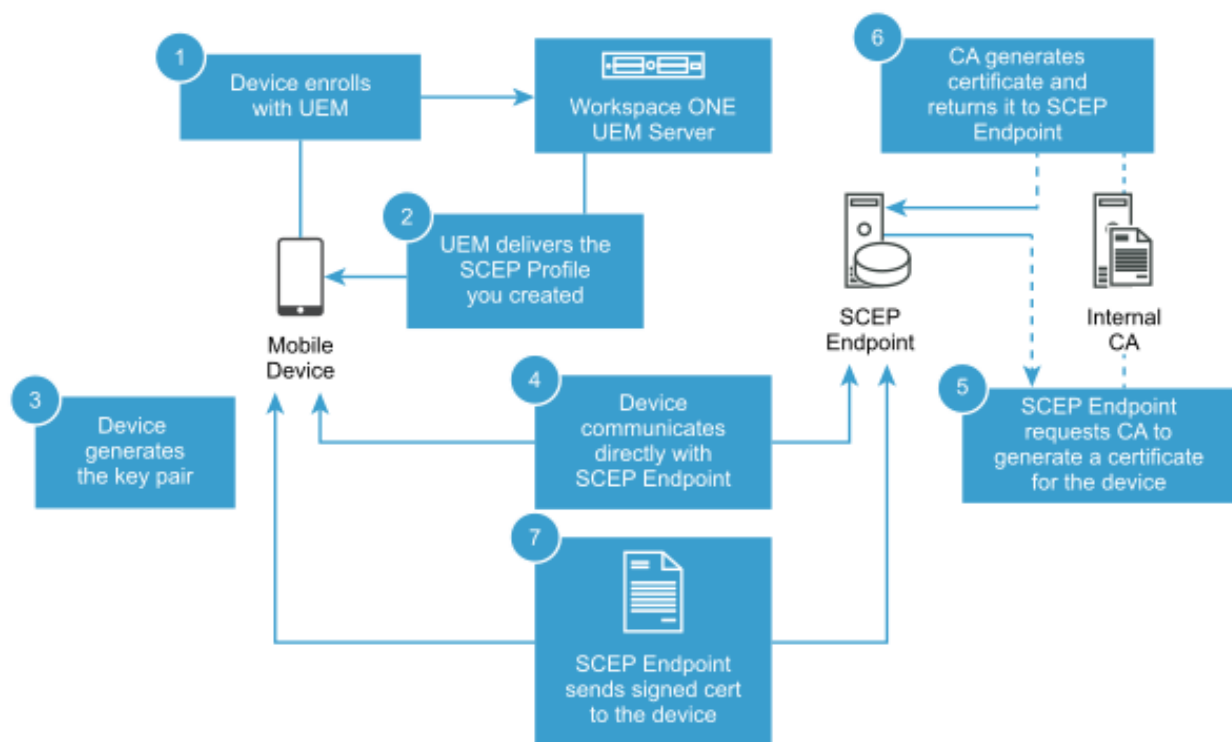 1
Device enrolls
with UEM
Workspace ONE
UEM Server
6
CA generates
certificate and
returns it to SCEP
Endpoint
2
UEM delivers the
SCEP Profile
you created
Mobile
Device
SCEP
Endpoint
Internal
CA
3
Device
generates
the key pair
4
Device
communicates
directly with
SCEP Endpoint
5
SCEP Endpoint
requests CA to
generate a certificate
for the device
7
SCEP Endpoint
sends signed cert
to the device